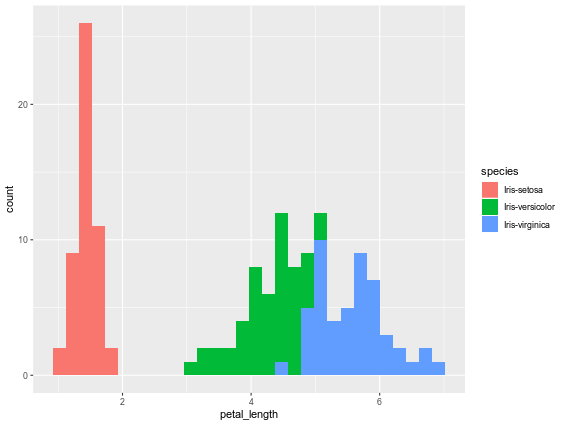 20
10
0
count
2
4
6
petal_length
species
Iris-setosa
Iris-versicolor
Iris-virginica